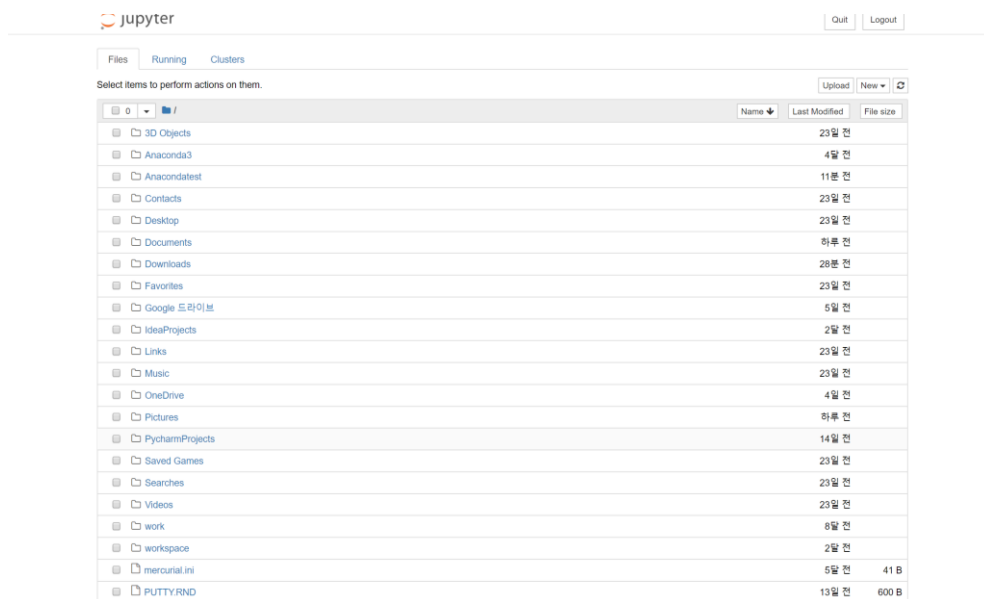 jupyter Quit Logout
Files Running Clusters
Select items to perform actions on them. Upload New
0 / Name Last Modified File size
3D Objects 23일 전
Anaconda3 4달 전
Anacondatest 11분 전
Contacts 23일 전
Desktop 23일 전
Documents 하루 전
Downloads 28분 전
Favorites 23일 전
Google 드라이브 5일 전
IdeaProjects 2달 전
Links 23일 전
Music 23일 전
OneDrive 4일 전
Pictures 하루 전
PycharmProjects 14일 전
Saved Games 23일 전
Searches 23일 전
Videos 23일 전
work 8달 전
workspace 2달 전
mercurial.ini 5달 전 41 B
PUTTY.RND 13일 전 600 B